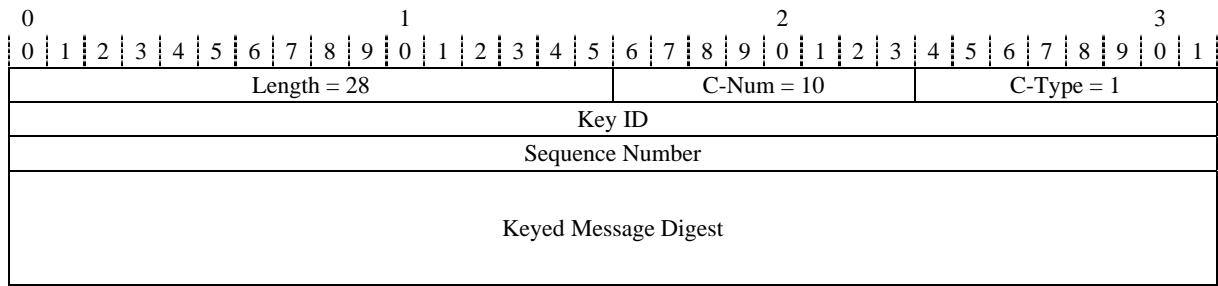 0 1 2 3
0 1 2 3 4 5 6 7 8 9 0 1 2 3 4 5 6 7 8 9 0 1 2 3 4 5 6 7 8 9 0 1
Length = 28 C-Num = 10 C-Type = 1
Key ID
Sequence Number
Keyed Message Digest